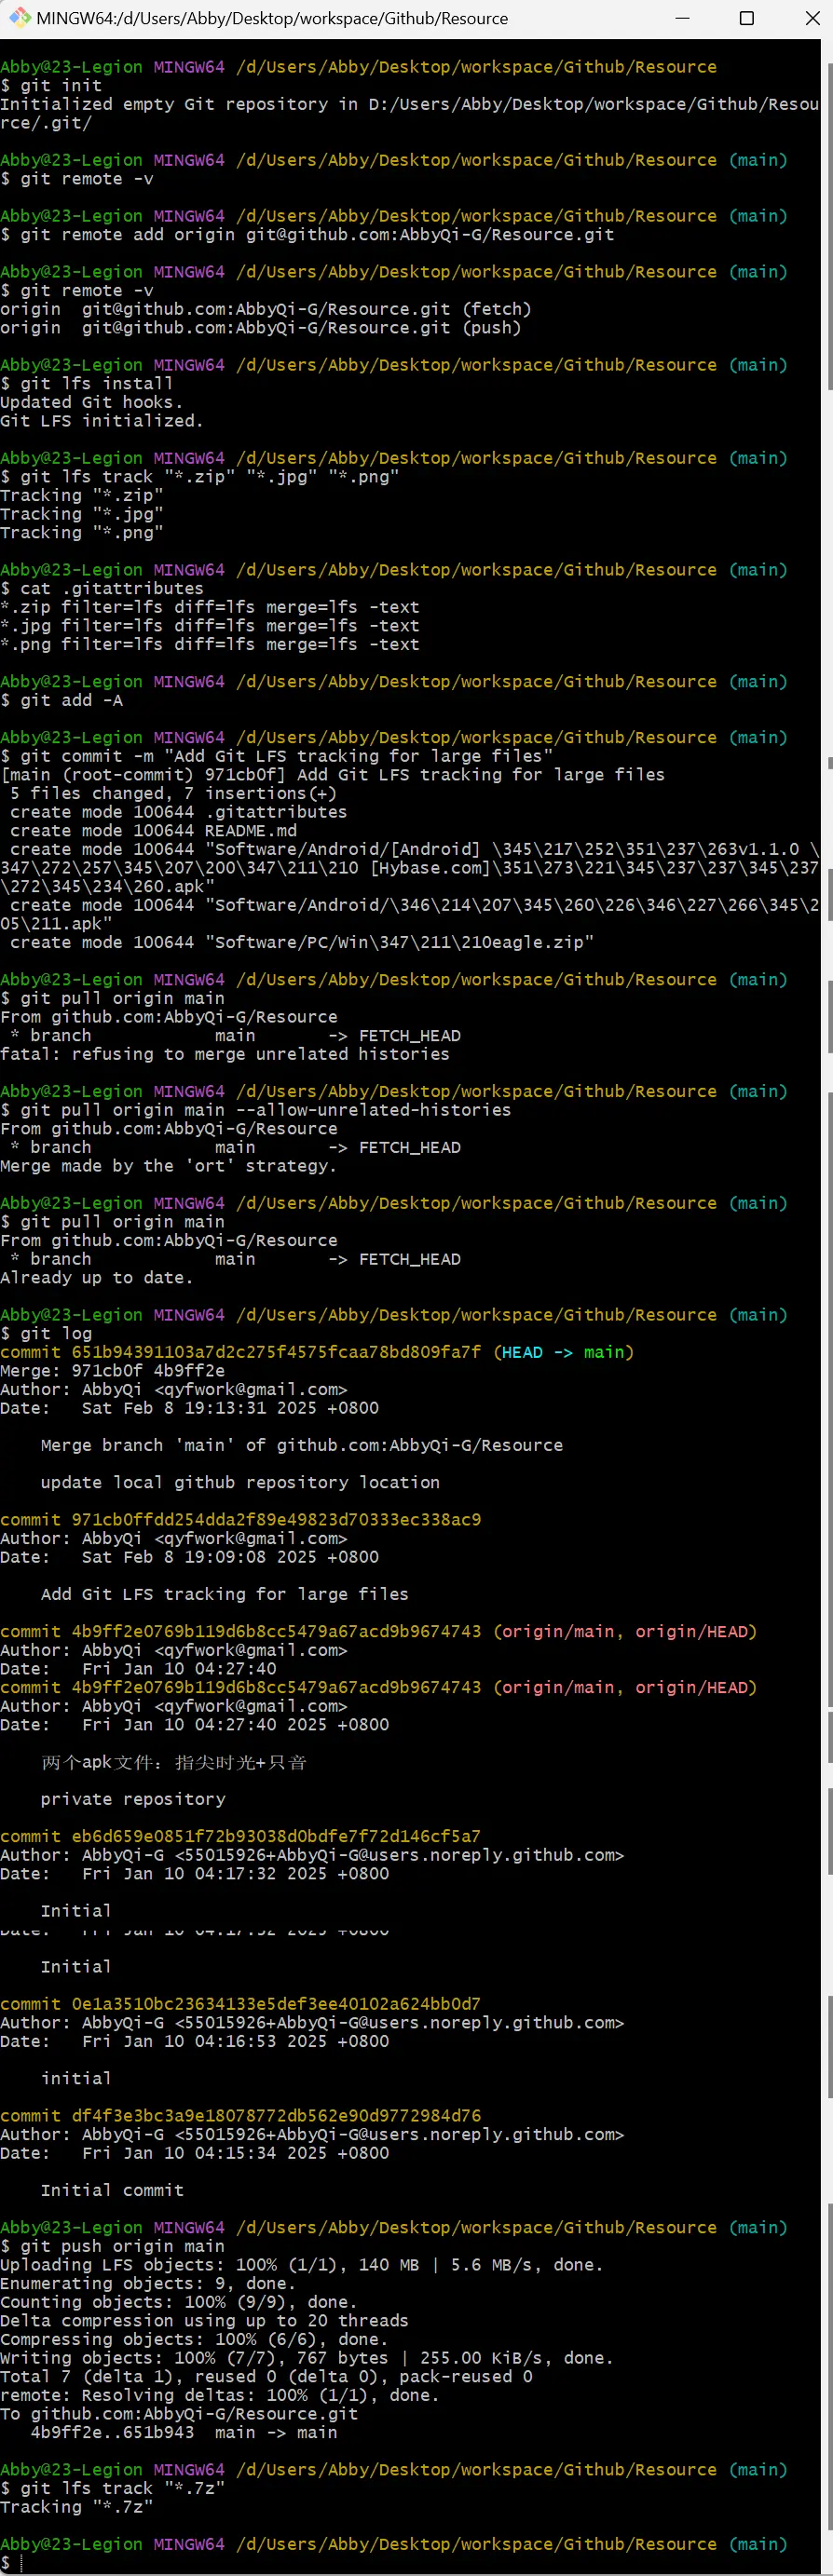 MINGW64:/d/Users/Abby/Desktop/workspace/Github/Resource
Abby@23-Legion MINGW64 /d/Users/Abby/Desktop/workspace/Github/Resource
$ git init
Initialized empty Git repository in D:/Users/Abby/Desktop/workspace/Github/Resou
rce/.git/
Abby@23-Legion MINGW64 /d/Users/Abby/Desktop/workspace/Github/Resource (main)
$ git remote -v
Abby@23-Legion MINGW64 /d/Users/Abby/Desktop/workspace/Github/Resource (main)
$ git remote add origin git@github.com:AbbyQi-G/Resource.git
Abby@23-Legion MINGW64 /d/Users/Abby/Desktop/workspace/Github/Resource (main)
$ git remote -v
origin  git@github.com:AbbyQi-G/Resource.git (fetch)
origin  git@github.com:AbbyQi-G/Resource.git (push)
Abby@23-Legion MINGW64 /d/Users/Abby/Desktop/workspace/Github/Resource (main)
$ git lfs install
Updated Git hooks.
Git LFS initialized.
Abby@23-Legion MINGW64 /d/Users/Abby/Desktop/workspace/Github/Resource (main)
$ git lfs track "*.zip" "*.jpg" "*.png"
Tracking "*.zip"
Tracking "*.jpg"
Tracking "*.png"
Abby@23-Legion MINGW64 /d/Users/Abby/Desktop/workspace/Github/Resource (main)
$ cat .gitattributes
*.zip filter=lfs diff=lfs merge=lfs -text
*.jpg filter=lfs diff=lfs merge=lfs -text
*.png filter=lfs diff=lfs merge=lfs -text
Abby@23-Legion MINGW64 /d/Users/Abby/Desktop/workspace/Github/Resource (main)
$ git add -A
Abby@23-Legion MINGW64 /d/Users/Abby/Desktop/workspace/Github/Resource (main)
$ git commit -m "Add Git LFS tracking for large files"
[main (root-commit) 971cb0f] Add Git LFS tracking for large files
 5 files changed, 7 insertions(+)
 create mode 100644 .gitattributes
 create mode 100644 README.md
 create mode 100644 "Software/Android/[Android] \345\217\252\351\237\263v1.1.0 \
347\272\257\345\207\200\347\211\210 [Hybase.com]\351\273\221\345\237\237\345\237
\272\345\234\260.apk"
 create mode 100644 "Software/Android/\346\214\207\345\260\226\346\227\266\345\2
05\211.apk"
 create mode 100644 "Software/PC/Win\347\211\210eagle.zip"
Abby@23-Legion MINGW64 /d/Users/Abby/Desktop/workspace/Github/Resource (main)
$ git pull origin main
From github.com:AbbyQi-G/Resource
 * branch            main       -> FETCH_HEAD
fatal: refusing to merge unrelated histories
Abby@23-Legion MINGW64 /d/Users/Abby/Desktop/workspace/Github/Resource (main)
$ git pull origin main --allow-unrelated-histories
From github.com:AbbyQi-G/Resource
 * branch            main       -> FETCH_HEAD
Merge made by the 'ort' strategy.
Abby@23-Legion MINGW64 /d/Users/Abby/Desktop/workspace/Github/Resource (main)
$ git pull origin main
From github.com:AbbyQi-G/Resource
 * branch            main       -> FETCH_HEAD
Already up to date.
Abby@23-Legion MINGW64 /d/Users/Abby/Desktop/workspace/Github/Resource (main)
$ git log
commit 651b94391103a7d2c275f4575fcaa78bd809fa7f (HEAD -> main)
Merge: 971cb0f 4b9ff2e
Author: AbbyQi <qyfwork@gmail.com>
Date:   Sat Feb 8 19:13:31 2025 +0800
    Merge branch 'main' of github.com:AbbyQi-G/Resource
    update local github repository location
commit 971cb0ffdd254dda2f89e49823d70333ec338ac9
Author: AbbyQi <qyfwork@gmail.com>
Date:   Sat Feb 8 19:09:08 2025 +0800
    Add Git LFS tracking for large files
commit 4b9ff2e0769b119d6b8cc5479a67acd9b9674743 (origin/main, origin/HEAD)
Author: AbbyQi <qyfwork@gmail.com>
Date:   Fri Jan 10 04:27:40
commit 4b9ff2e0769b119d6b8cc5479a67acd9b9674743 (origin/main, origin/HEAD)
Author: AbbyQi <qyfwork@gmail.com>
Date:   Fri Jan 10 04:27:40 2025 +0800
    两个apk文件：指尖时光+只音
    private repository
commit eb6d659e0851f72b93038d0bdfe7f72d146cf5a7
Author: AbbyQi-G <55015926+AbbyQi-G@users.noreply.github.com>
Date:   Fri Jan 10 04:17:32 2025 +0800
    Initial
Date:   Fri Jan 10 04:17:32 2025 +0800
    Initial
commit 0e1a3510bc23634133e5def3ee40102a624bb0d7
Author: AbbyQi-G <55015926+AbbyQi-G@users.noreply.github.com>
Date:   Fri Jan 10 04:16:53 2025 +0800
    initial
commit df4f3e3bc3a9e18078772db562e90d9772984d76
Author: AbbyQi-G <55015926+AbbyQi-G@users.noreply.github.com>
Date:   Fri Jan 10 04:15:34 2025 +0800
    Initial commit
Abby@23-Legion MINGW64 /d/Users/Abby/Desktop/workspace/Github/Resource (main)
$ git push origin main
Uploading LFS objects: 100% (1/1), 140 MB | 5.6 MB/s, done.
Enumerating objects: 9, done.
Counting objects: 100% (9/9), done.
Delta compression using up to 20 threads
Compressing objects: 100% (6/6), done.
Writing objects: 100% (7/7), 767 bytes | 255.00 KiB/s, done.
Total 7 (delta 1), reused 0 (delta 0), pack-reused 0
remote: Resolving deltas: 100% (1/1), done.
To github.com:AbbyQi-G/Resource.git
   4b9ff2e..651b943  main -> main
Abby@23-Legion MINGW64 /d/Users/Abby/Desktop/workspace/Github/Resource (main)
$ git lfs track "*.7z"
Tracking "*.7z"
Abby@23-Legion MINGW64 /d/Users/Abby/Desktop/workspace/Github/Resource (main)
$